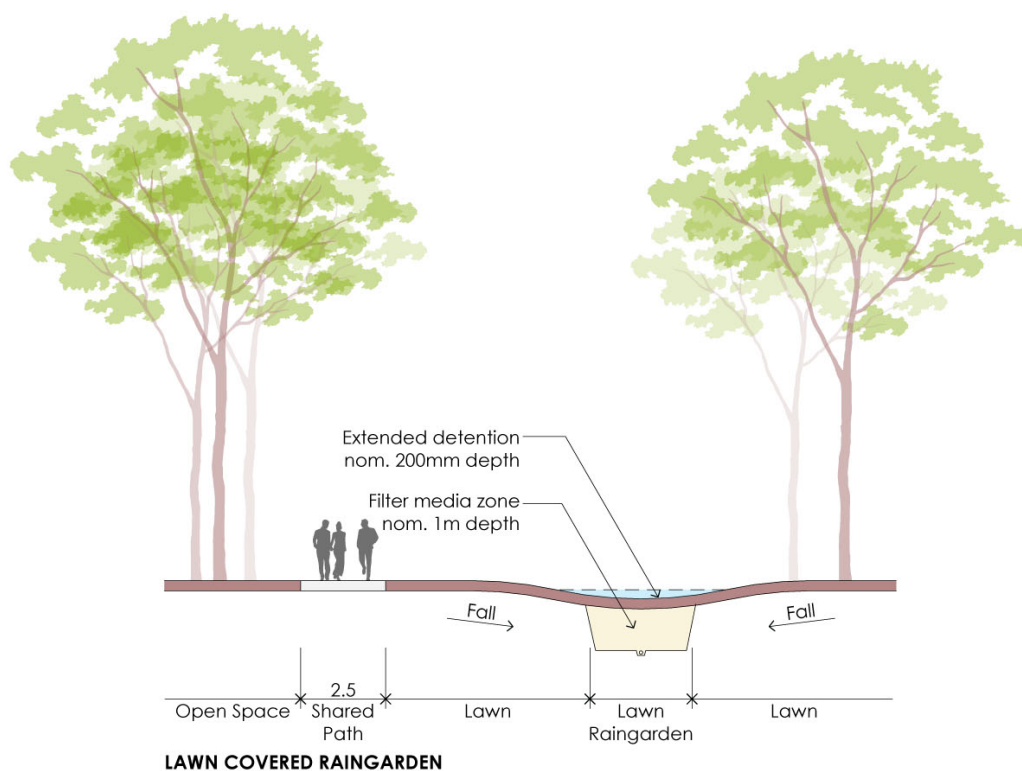 Extended detention
nom. 200mm depth
Filter media zone
nom. 1m depth
Fall
Fall
2.5
Open Space
Shared
Path
Lawn
Lawn
Raingarden
Lawn
LAWN COVERED RAINGARDEN